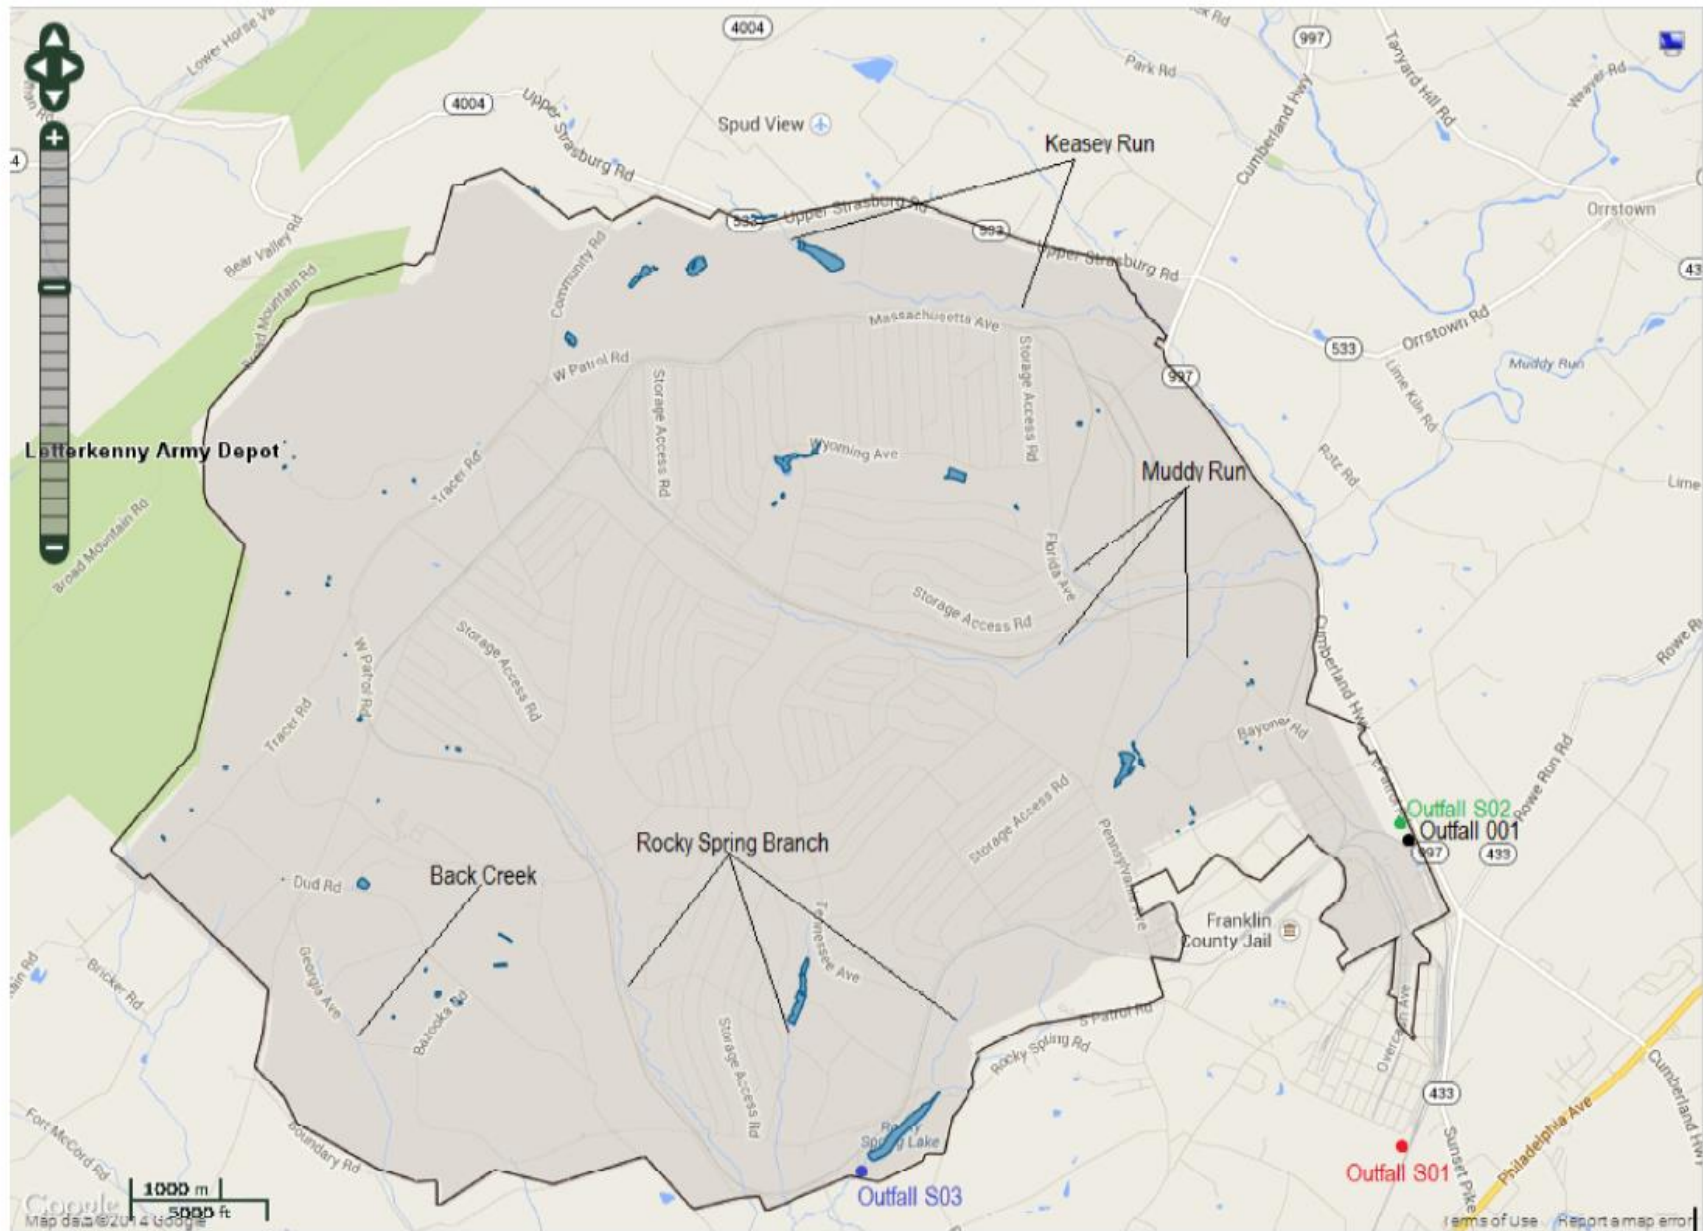 4004
997
Park Rd
Tanyard Hill Rd
Weaver Rd
Lower Horse Va
4004
Upper Strasburg Rd
Spud View
Keasey Run
Cumberland Hwy
4
Orrstown
533
Upper Strasburg Rd
533
Upper Strasburg Rd
Bear Valley Rd
Community Rd
Broad Mountain Rd
43
Massachusetts Ave
Orrstown Rd
533
Muddy Run
W Patrol Rd
Storage Access Rd
Storage Access Rd
997
Lime Kiln Rd
Letterkenny Army Depot
Wyoming Ave
Tracer Rd
Muddy Run
Rotz Rd
Lime
Broad Mountain Rd
Florida Ave
Storage Access Rd
Storage Access Rd
W Patrol Rd
Cumberland Hwy
Tracer Rd
Bayonet Rd
Rowe Run Rd
Storage Access Rd
Outfall S02
Outfall 001
997
433
Rocky Spring Branch
Back Creek
Dud Rd
Pennsylvania Ave
Tennessee Ave
Franklin
County Jail
Georgia Ave
Bricker Rd
Bazooka Rd
S Patrol Rd
Rocky Spring Rd
Storage Access Rd
Overcash Ave
433
Cumberland Hw
Philadelphia Ave
Sunset Pike
Fort McCord Rd
Boundary Rd
Rocky
Spring Lake
Outfall S01
Outfall S03
1000 m
5000 ft
Google
Map data ©2014 Google
Terms of Use
Report a map error